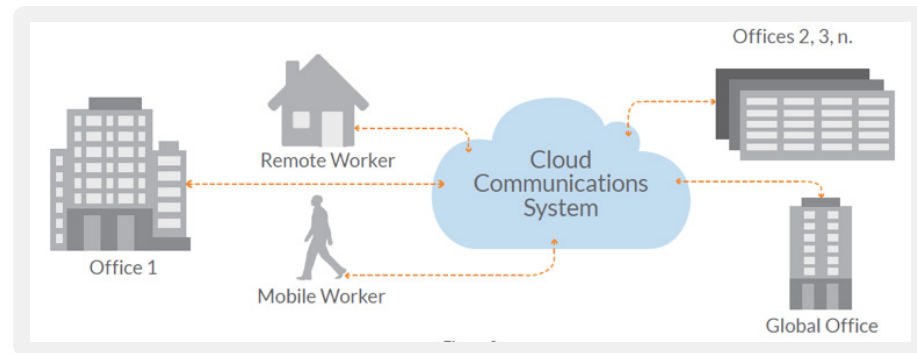 Offices 2, 3, n.
Remote Worker
Cloud
Communications
System
Office 1
Mobile Worker
Global Office